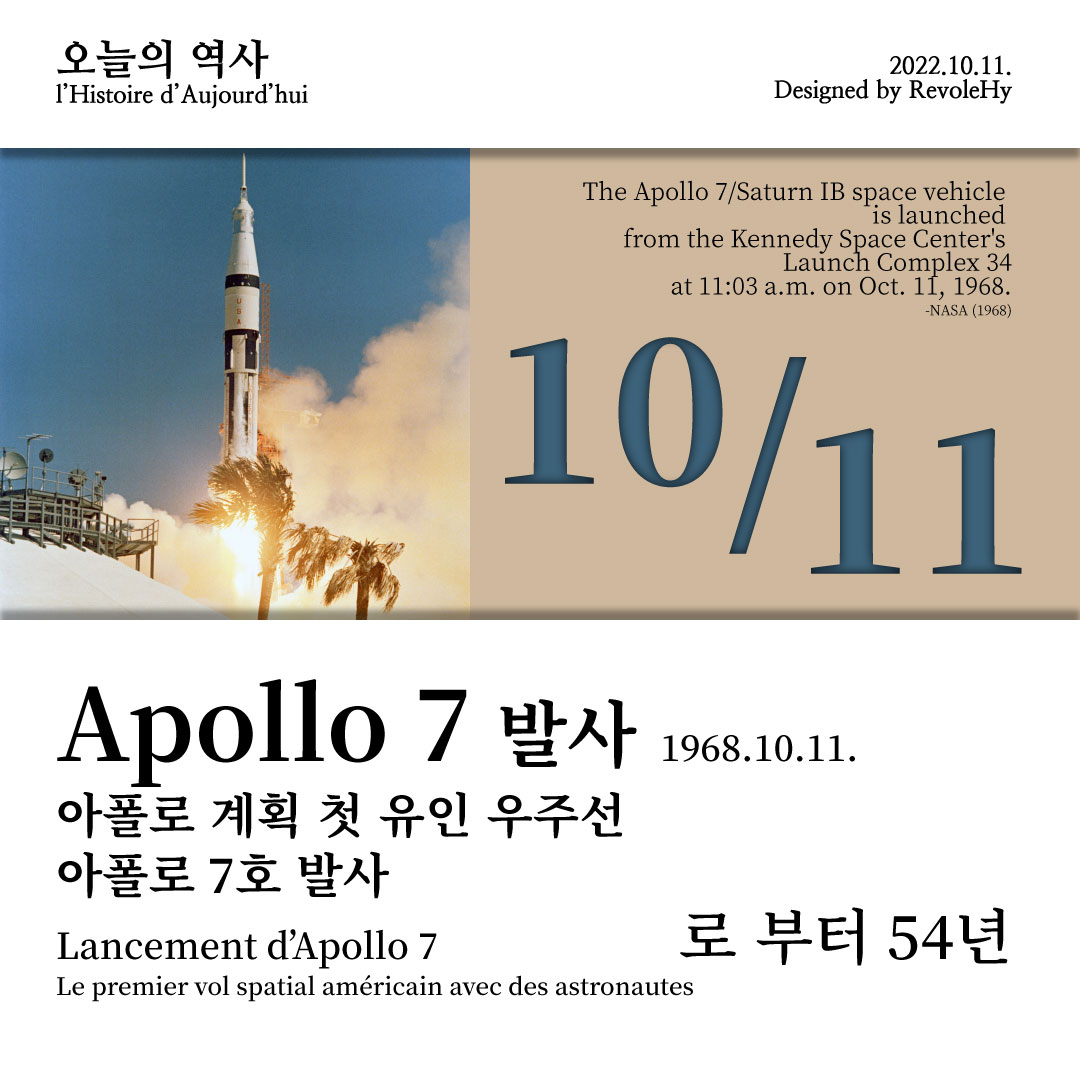 오늘의 역사
l’Histoire d’Aujourd’hui
2022.10.11.
Designed by RevoleHy
The Apollo 7/Saturn IB space vehicle
is launched
from the Kennedy Space Center's
Launch Complex 34
at 11:03 a.m. on Oct. 11, 1968.
-NASA (1968)
USA
10/11
Apollo 7 발사 1968.10.11.
아폴로 계획 첫 유인 우주선
아폴로 7호 발사
로 부터 54년
Lancement d’Apollo 7
Le premier vol spatial américain avec des astronautes